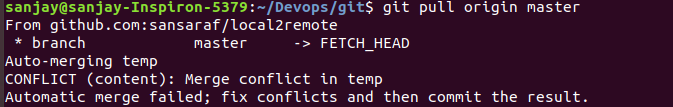 sanjay@sanjay-Inspiron-5379:~/Devops/git$ git pull origin master
From github.com:sansaraf/local2remote
 * branch            master     -> FETCH_HEAD
Auto-merging temp
CONFLICT (content): Merge conflict in temp
Automatic merge failed; fix conflicts and then commit the result.